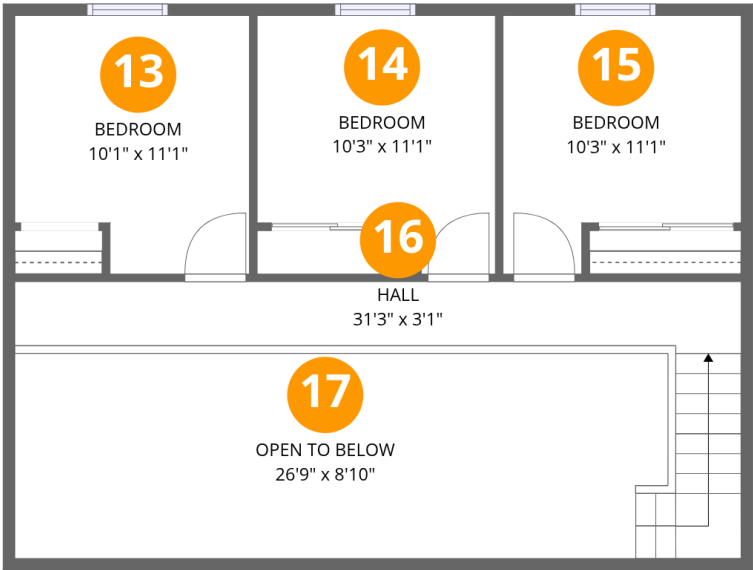 13
BEDROOM
10'1" x 11'1"
14
BEDROOM
10'3" x 11'1"
15
BEDROOM
10'3" x 11'1"
16
HALL
31'3" x 3'1"
17
OPEN TO BELOW
26'9" x 8'10"